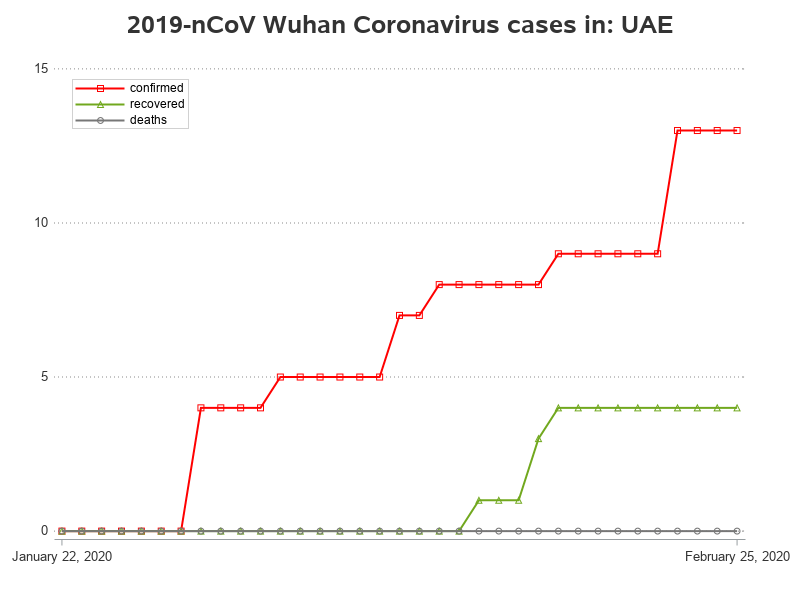 2019-nCoV Wuhan Coronavirus cases in: UAE
15
confirmed
recovered
deaths
10
5
0
January 22, 2020
February 25, 2020